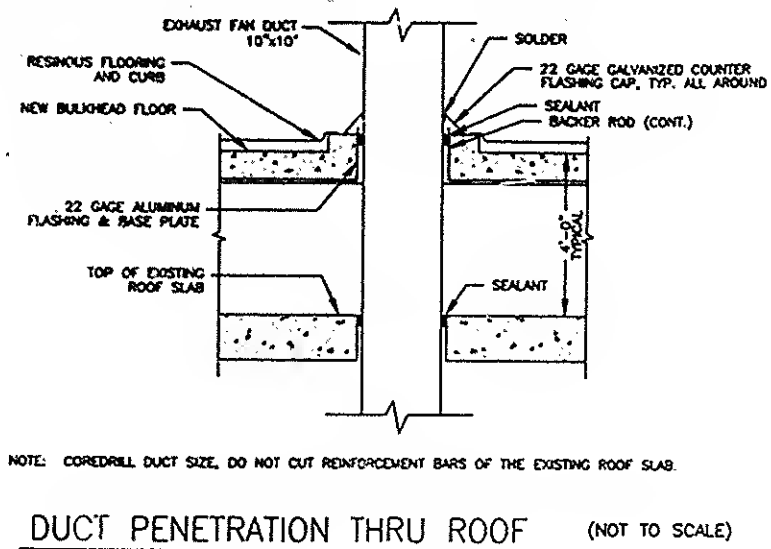 EXHAUST FAN DUCT
10"x10"
SOLDER
RESINOUS FLOORING
AND CURB
22 GAGE GALVANIZED COUNTER
FLASHING CAP, TYP. ALL AROUND
NEW BULKHEAD FLOOR
SEALANT
BACKER ROD (CONT.)
22 GAGE ALUMINUM
FLASHING & BASE PLATE
4'-0"
TYPICAL
TOP OF EXISTING
ROOF SLAB
SEALANT
NOTE: COREDRILL DUCT SIZE, DO NOT CUT REINFORCEMENT BARS OF THE EXISTING ROOF SLAB.
DUCT PENETRATION THRU ROOF (NOT TO SCALE)